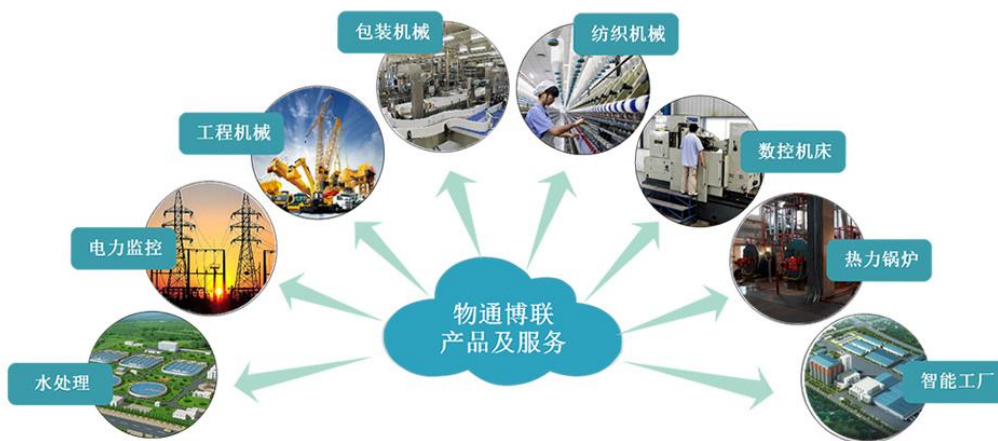 包装机械
纺织机械
工程机械
数控机床
电力监控
热力锅炉
物通博联
产品及服务
水处理
智能工厂